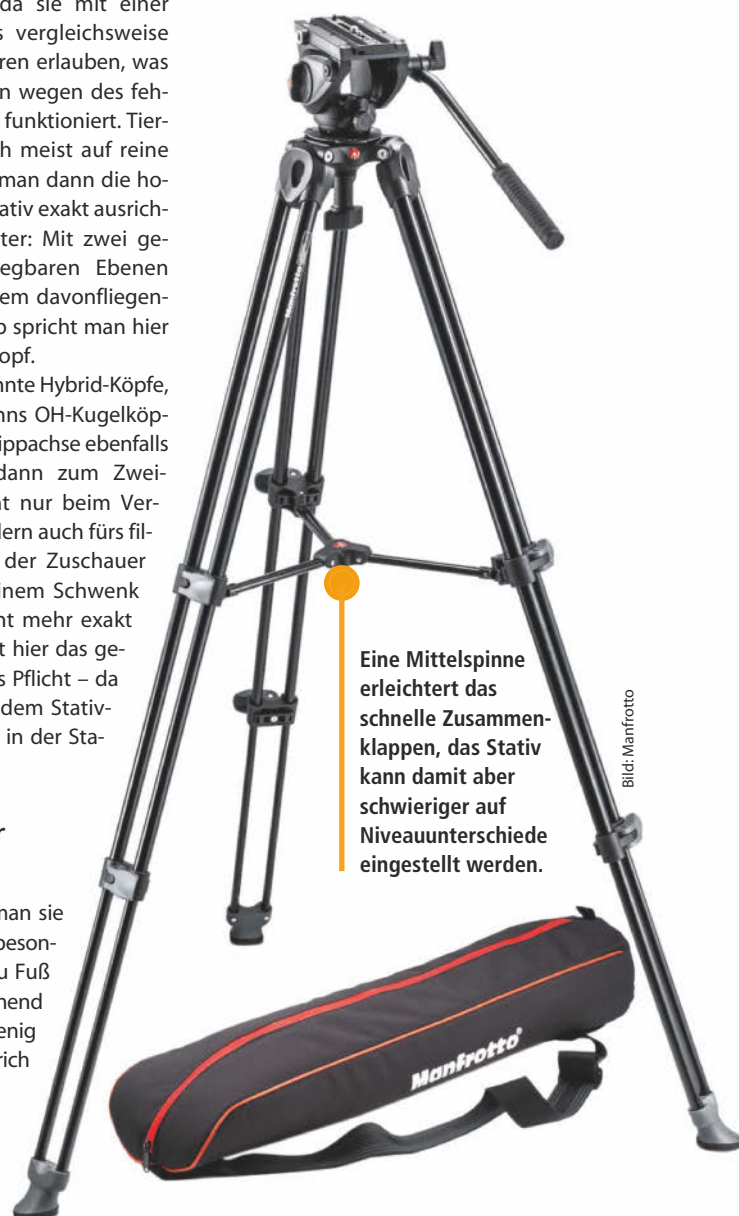 da sie mit einer
s vergleichsweise
ren erlauben, was
n wegen des feh-
funktioniert. Tier-
h meist auf reine
man dann die ho-
ativ exakt ausrich-
ter: Mit zwei ge-
egbaren Ebenen
em davonfliegen-
o spricht man hier
opf.
nnte Hybrid-Köpfe,
nns OH-Kugelköp-
ippachse ebenfalls
dann zum Zwei-
t nur beim Ver-
dern auch fürs fil-
der Zuschauer
inem Schwenk
ht mehr exakt
t hier das ge-
s Pflicht – da
dem Stativ-
in der Sta-
r
man sie
beson-
u Fuß
hend
enig
rich
Manfrotto
Eine Mittelspinne
erleichtert das
schnelle Zusammen-
klappen, das Stativ
kann damit aber
schwieriger auf
Niveauunterschiede
eingestellt werden.
Bild: Manfrotto
Manfrotto®